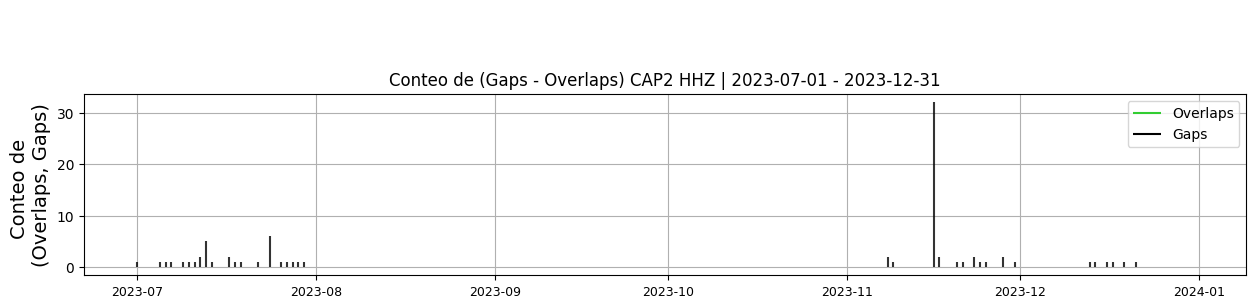 Conteo de (Gaps - Overlaps) CAP2 HHZ | 2023-07-01 - 2023-12-31
Conteo de
(Overlaps, Gaps)
30
20
10
0
Overlaps
Gaps
2023-07
2023-08
2023-09
2023-10
2023-11
2023-12
2024-01